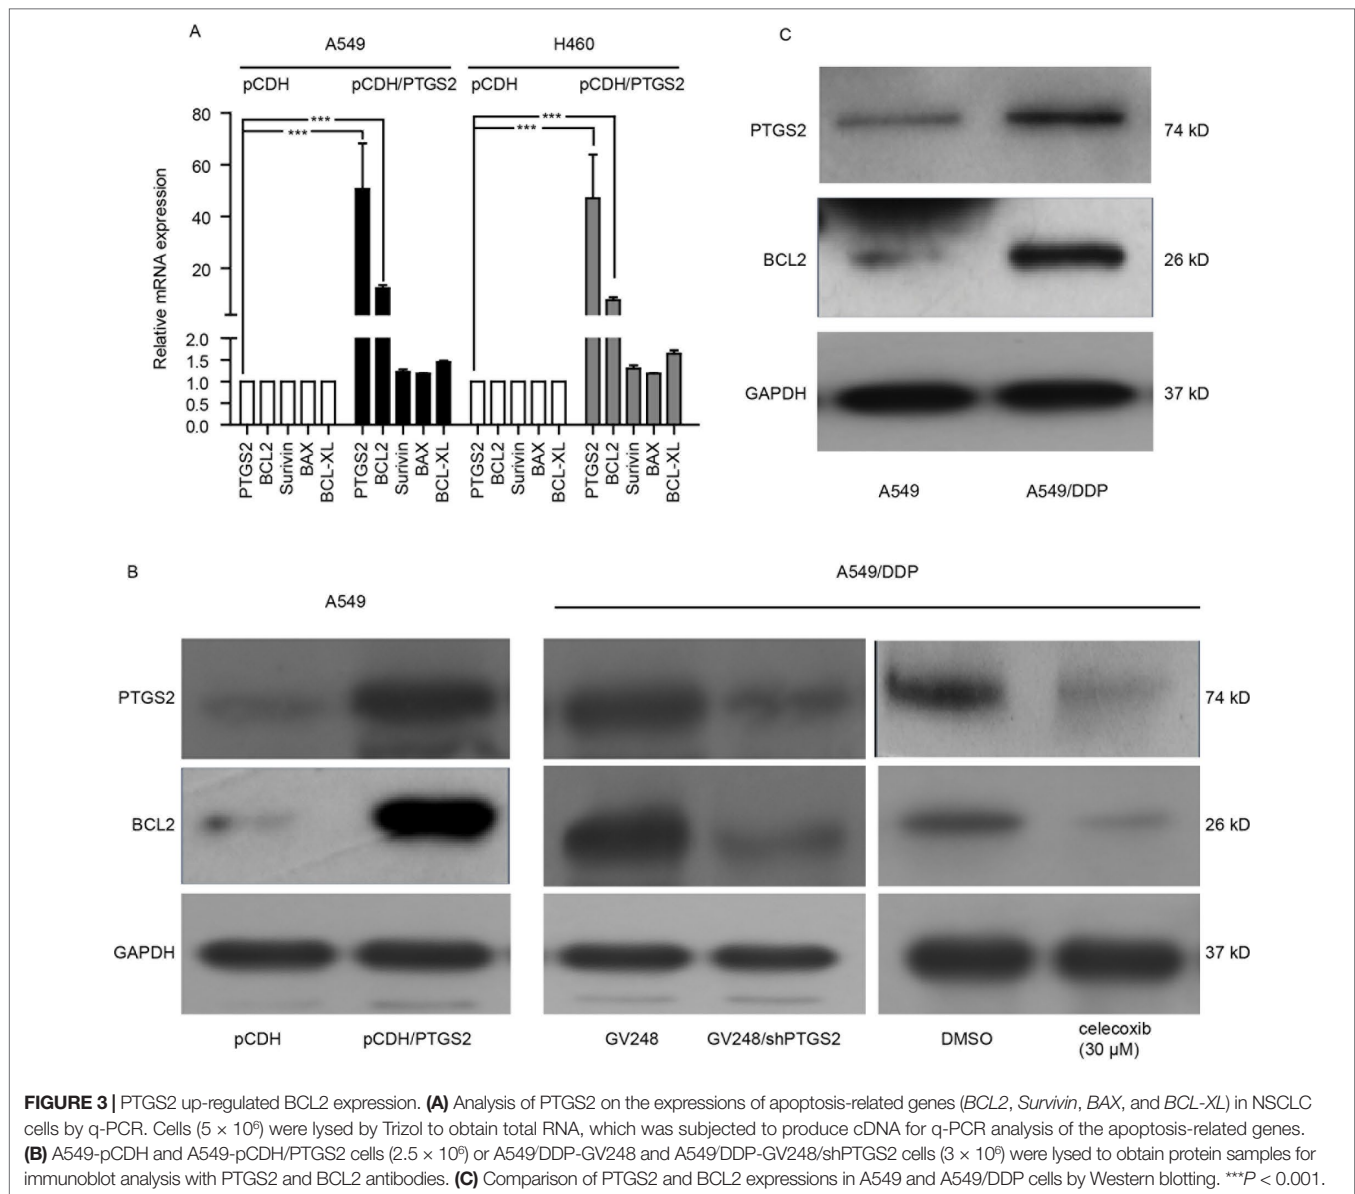 A
A549
H460
pCDH
pCDH/PTGS2
pCDH
pCDH/PTGS2
Relative mRNA expression
80
60
40
20
2.0
1.5
1.0
0.5
0.0
***
***
***
***
PTGS2
BCL2
Surivin
BAX
BCL-XL
PTGS2
BCL2
Surivin
BAX
BCL-XL
PTGS2
BCL2
Surivin
BAX
BCL-XL
PTGS2
BCL2
Surivin
BAX
BCL-XL
C
PTGS2
74 kD
BCL2
26 kD
GAPDH
37 kD
A549
A549/DDP
B
A549
A549/DDP
PTGS2
74 kD
BCL2
26 kD
GAPDH
37 kD
pCDH
pCDH/PTGS2
GV248
GV248/shPTGS2
DMSO
celecoxib
(30 µM)
FIGURE 3 | PTGS2 up-regulated BCL2 expression. (A) Analysis of PTGS2 on the expressions of apoptosis-related genes (BCL2, Survivin, BAX, and BCL-XL) in NSCLC
cells by q-PCR. Cells (5 × 10⁶) were lysed by Trizol to obtain total RNA, which was subjected to produce cDNA for q-PCR analysis of the apoptosis-related genes.
(B) A549-pCDH and A549-pCDH/PTGS2 cells (2.5 × 10⁶) or A549/DDP-GV248 and A549/DDP-GV248/shPTGS2 cells (3 × 10⁶) were lysed to obtain protein samples for
immunoblot analysis with PTGS2 and BCL2 antibodies. (C) Comparison of PTGS2 and BCL2 expressions in A549 and A549/DDP cells by Western blotting. ***P < 0.001.